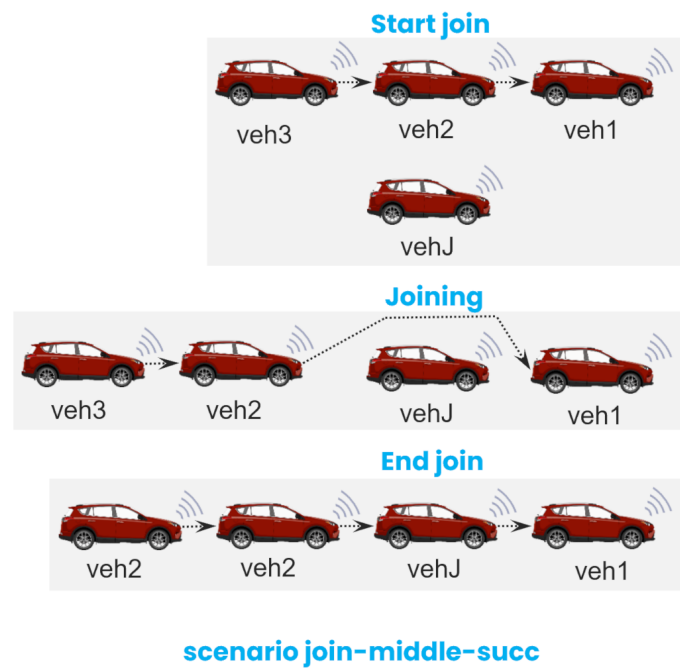 Start join
veh3 veh2 veh1
vehJ
Joining
veh3 veh2 vehJ veh1
End join
veh2 veh2 vehJ veh1
scenario join-middle-succ